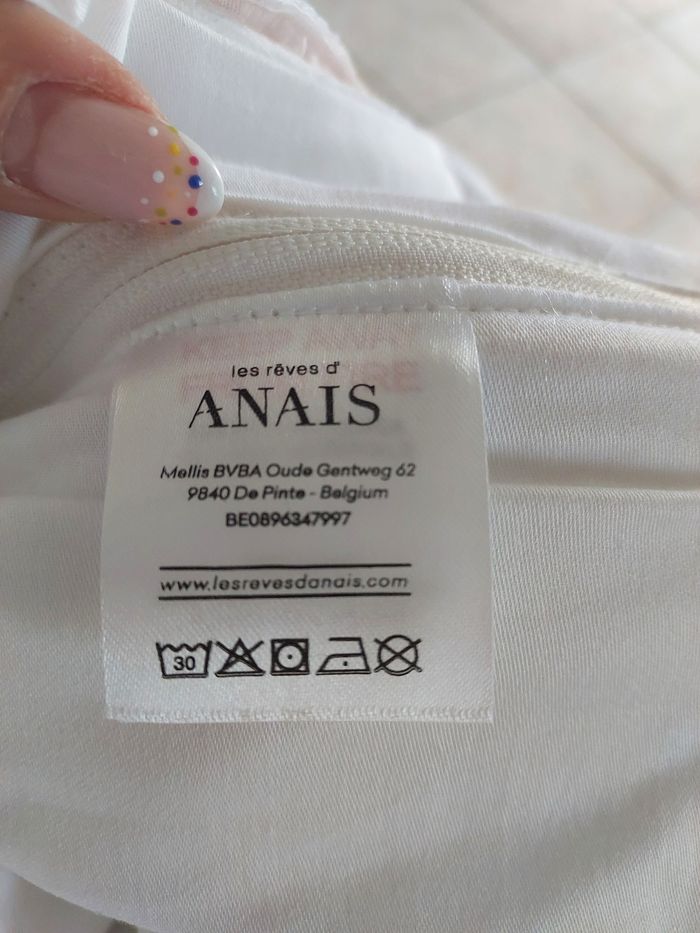 les rêves d'
ANAIS
Mellis BVBA Oude Gentweg 62
9840 De Pinte - Belgium
BE0896347997
www.lesrevesdanais.com
30